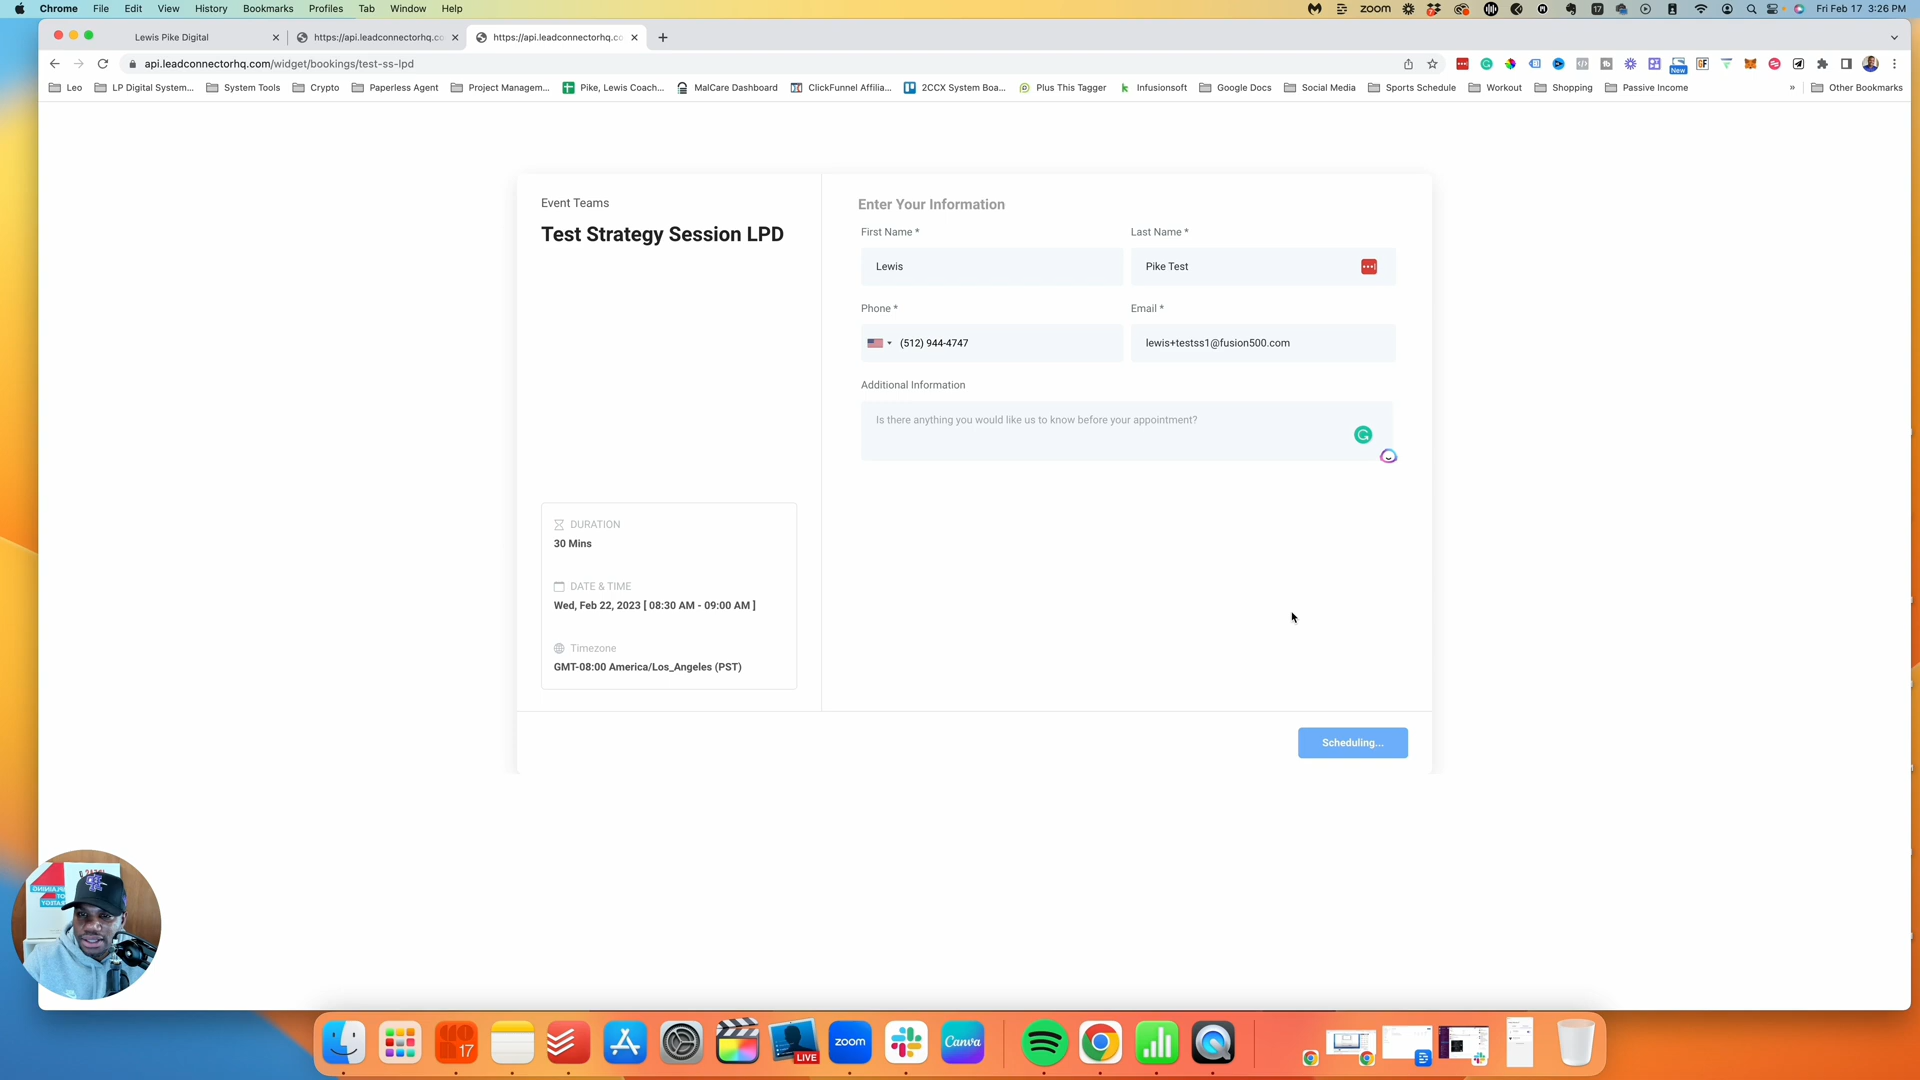 Chrome File Edit View History Bookmarks Profiles Tab Window Help zoom 17 Fri Feb 17 3:26 PM
Lewis Pike Digital https://api.leadconnectorhq.co https://api.leadconnectorhq.co
api.leadconnectorhq.com/widget/bookings/test-ss-lpd GF New
Leo LP Digital System... System Tools Crypto Paperless Agent Project Managem... Pike, Lewis Coach... MalCare Dashboard ClickFunnel Affilia... 2CCX System Boa... Plus This Tagger Infusionsoft Google Docs Social Media Sports Schedule Workout Shopping Passive Income » Other Bookmarks
Event Teams
Test Strategy Session LPD
Enter Your Information
First Name * Last Name *
Lewis Pike Test
Phone * Email *
(512) 944-4747 lewis+testss1@fusion500.com
Additional Information
Is there anything you would like us to know before your appointment?
DURATION
30 Mins
DATE & TIME
Wed, Feb 22, 2023 [ 08:30 AM - 09:00 AM ]
Timezone
GMT-08:00 America/Los_Angeles (PST)
Scheduling...
17 LIVE zoom Canva